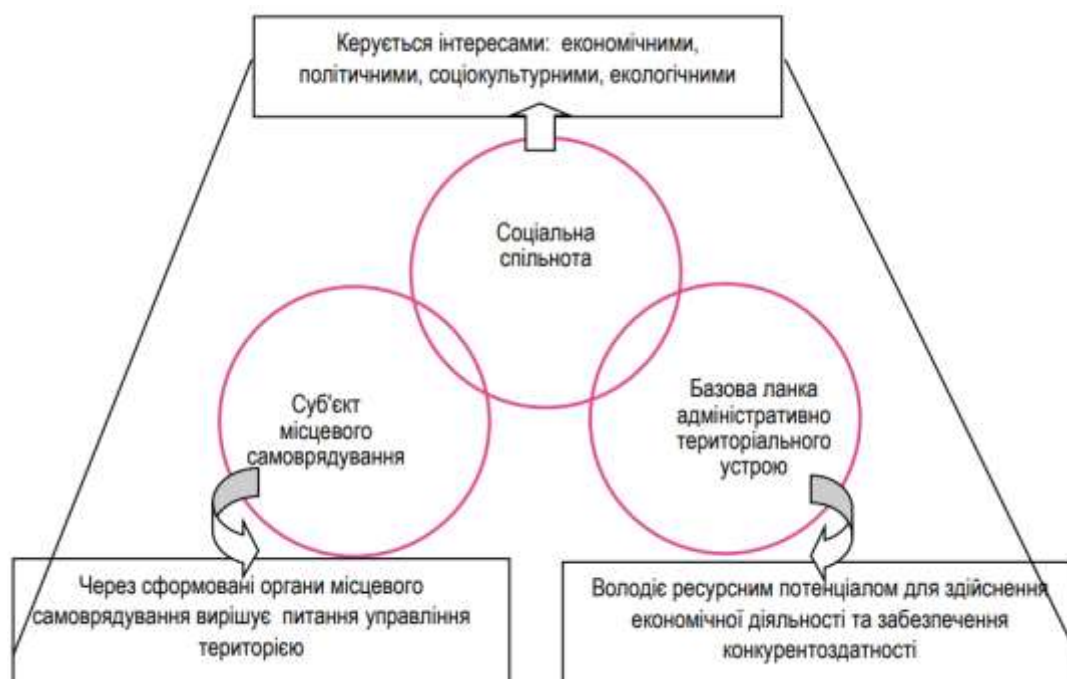 Керується інтересами: економічними,
політичними, соціокультурними, екологічними
Соціальна
спільнота
Суб'єкт
місцевого
самоврядування
Базова ланка
адміністративно
територіального
устрою
Через сформовані органи місцевого
самоврядування вирішує питання управління
територією
Володіє ресурсним потенціалом для здійснення
економічної діяльності та забезпечення
конкурентоздатності